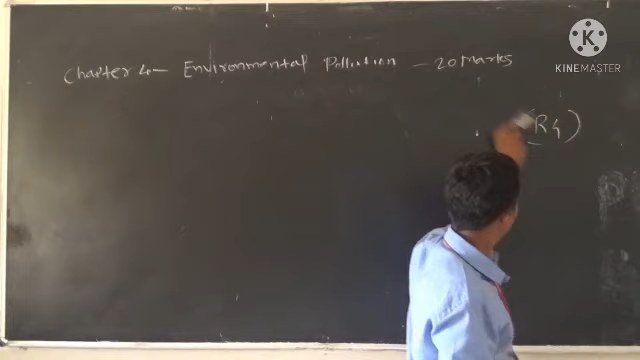 Chapter 4 - Environmental Pollution - 20 Marks
(R4)
K
KINEMASTER